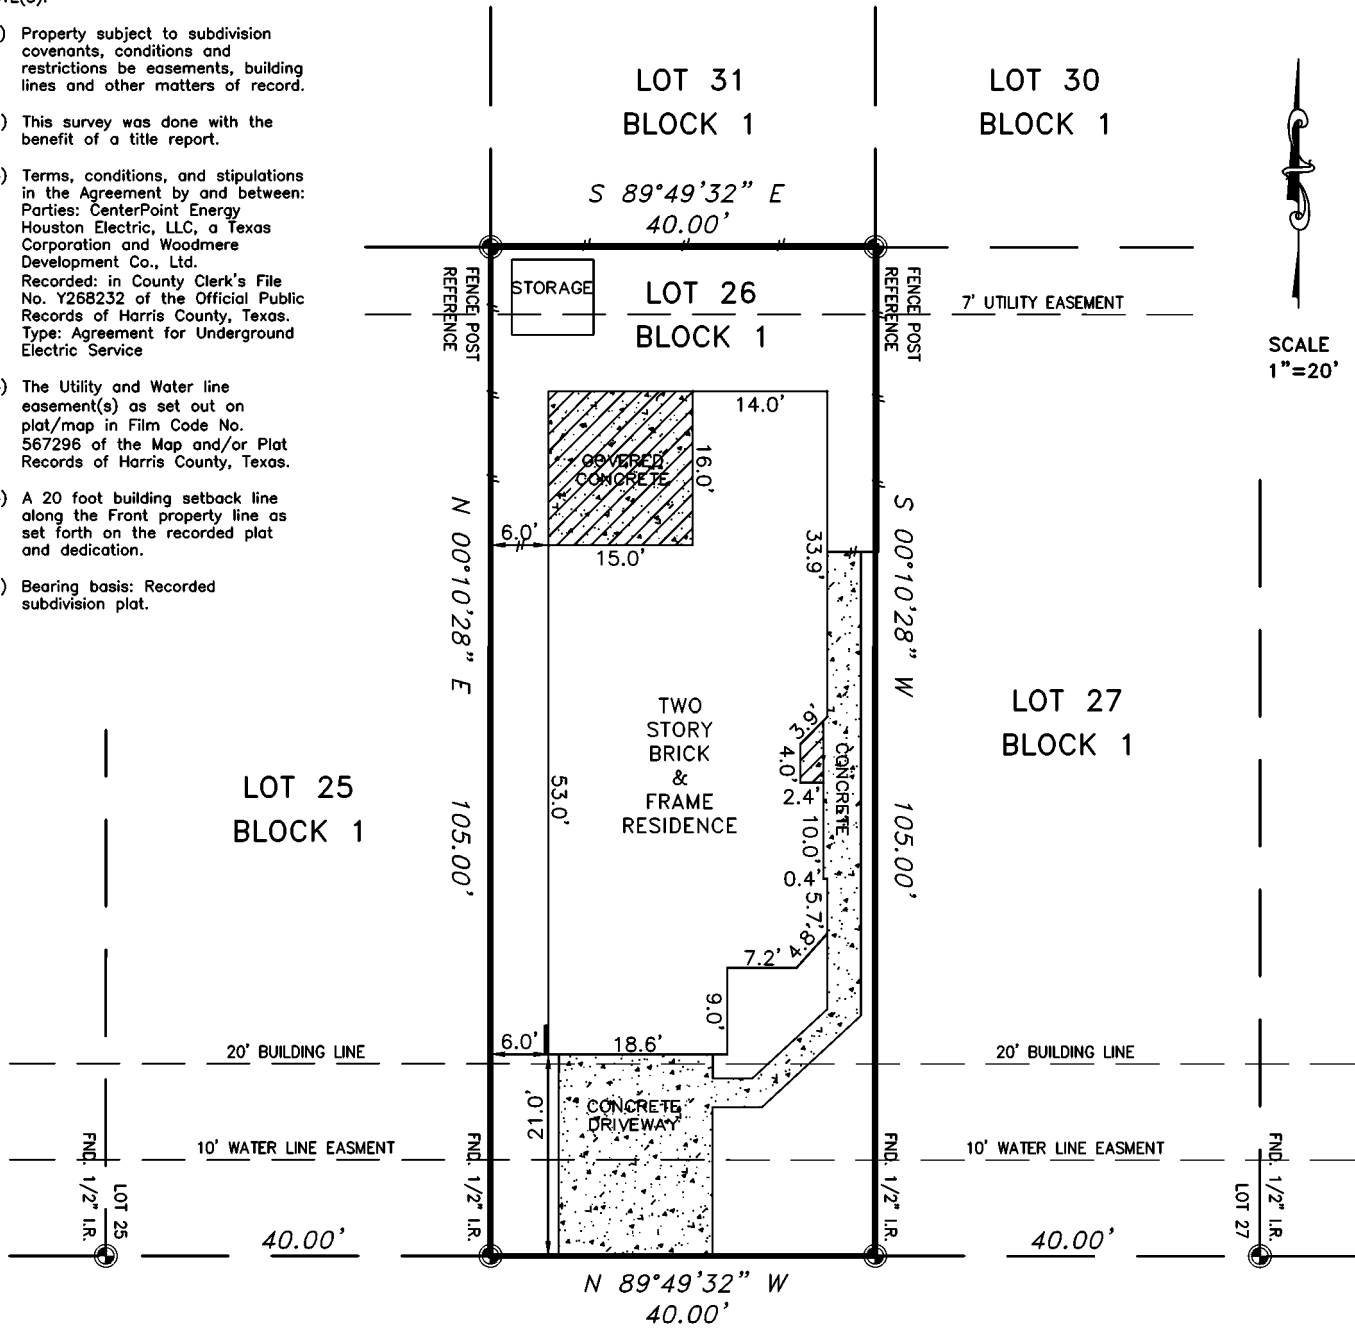 ) Property subject to subdivision
covenants, conditions and
restrictions be easements, building
lines and other matters of record.
) This survey was done with the
benefit of a title report.
) Terms, conditions, and stipulations
in the Agreement by and between:
Parties: CenterPoint Energy
Houston Electric, LLC, a Texas
Corporation and Woodmere
Development Co., Ltd.
Recorded: in County Clerk's File
No. Y268232 of the Official Public
Records of Harris County, Texas.
Type: Agreement for Underground
Electric Service
) The Utility and Water line
easement(s) as set out on
plat/map in Film Code No.
567296 of the Map and/or Plat
Records of Harris County, Texas.
) A 20 foot building setback line
along the Front property line as
set forth on the recorded plat
and dedication.
) Bearing basis: Recorded
subdivision plat.
LOT 31
BLOCK 1
LOT 30
BLOCK 1
S 89°49'32" E
40.00'
SCALE
1"=20'
FENCE POST
REFERENCE
STORAGE
LOT 26
BLOCK 1
FENCE POST
REFERENCE
7' UTILITY EASEMENT
14.0'
COVERED
CONCRETE
16.0'
6.0'
15.0'
33.9'
N 00°10'28" E 105.00'
S 00°10'28" W 105.00'
TWO
STORY
BRICK
&
FRAME
RESIDENCE
3.9'
4.0'
2.4'
10.0'
0.4'
5.7'
4.8'
7.2'
9.0'
CONCRETE
53.0'
LOT 25
BLOCK 1
LOT 27
BLOCK 1
6.0'
18.6'
20' BUILDING LINE
20' BUILDING LINE
21.0'
CONCRETE
DRIVEWAY
10' WATER LINE EASMENT
10' WATER LINE EASMENT
FND. 1/2" I.R.
LOT 25
FND. 1/2" I.R.
FND. 1/2" I.R.
FND. 1/2" I.R.
LOT 27
40.00'
40.00'
N 89°49'32" W
40.00'